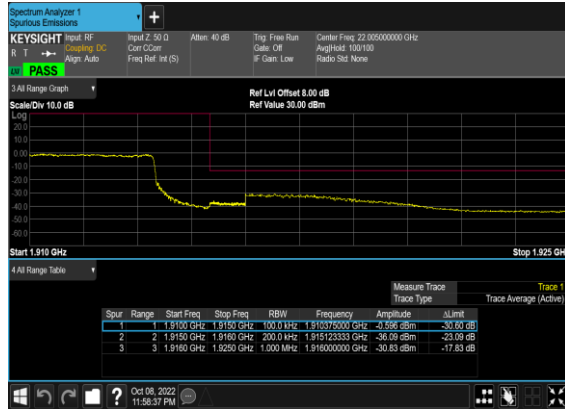 Spectrum Analyzer 1
Spurious Emissions
+
KEYSIGHT Input: RF Input Z: 50 Ω Atten: 40 dB Trig: Free Run Center Freq: 22.005000000 GHz
R T Coupling: DC Corr CCorr Gate: Off Avg|Hold: 100/100
Align: Auto Freq Ref: Int (S) IF Gain: Low Radio Std: None
PASS
3 All Range Graph
Ref Lvl Offset 8.00 dB
Scale/Div 10.0 dB Ref Value 30.00 dBm
Log
20.0
10.0
0.00
-10.0
-20.0
-30.0
-40.0
-50.0
-60.0
Start 1.910 GHz Stop 1.925 GH
4 All Range Table
Measure Trace Trace 1
Trace Type Trace Average (Active)
Spur Range Start Freq Stop Freq RBW Frequency Amplitude ΔLimit
1 1 1.9100 GHz 1.9150 GHz 100.0 kHz 1.910375000 GHz -0.596 dBm -30.60 dB
2 2 1.9150 GHz 1.9160 GHz 200.0 kHz 1.915123333 GHz -36.09 dBm -23.09 dB
3 3 1.9160 GHz 1.9250 GHz 1.000 MHz 1.916000000 GHz -30.83 dBm -17.83 dB
? Oct 08, 2022
11:58:37 PM